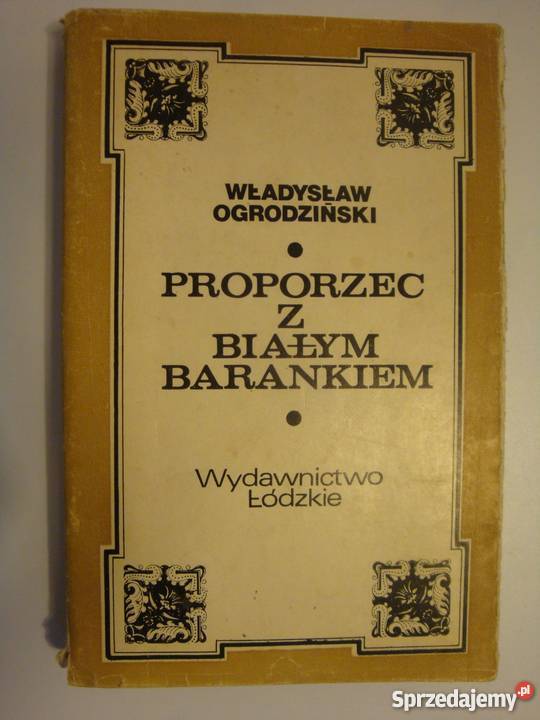 WŁADYSŁAW
OGRODZIŃSKI
PROPORZEC
Z
BIAŁYM
BARANKIEM
Wydawnictwo
Łódzkie
Sprzedajemy.pl